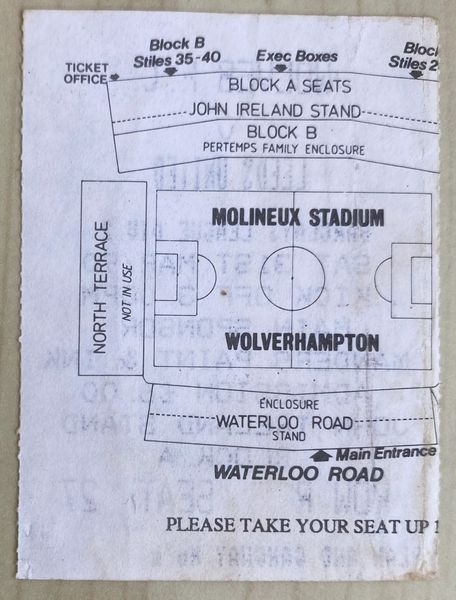 Block B
Stiles 35-40
Exec Boxes
Block
Stiles 2
TICKET
OFFICE
BLOCK A SEATS
JOHN IRELAND STAND
BLOCK B
PERTEMPS FAMILY ENCLOSURE
NORTH TERRACE
NOT IN USE
MOLINEUX STADIUM
WOLVERHAMPTON
ENCLOSURE
WATERLOO ROAD
STAND
Main Entrance
WATERLOO ROAD
PLEASE TAKE YOUR SEAT UP 1